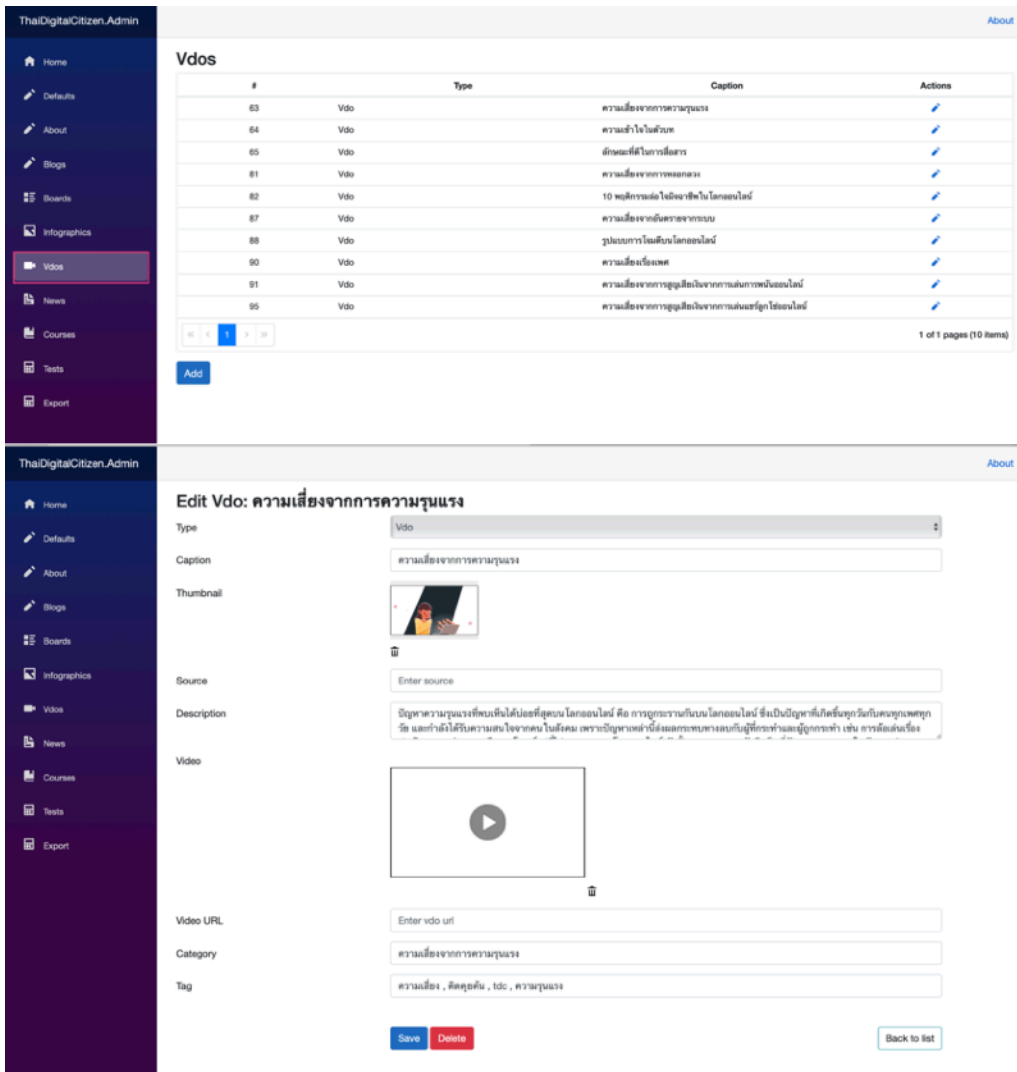 ThaiDigitalCitizen.Admin
About
Home
Defaults
About
Blogs
Boards
Infographics
Vdos
News
Courses
Tests
Export
Vdos
# Type Caption Actions
63 Vdo ความเสี่ยงจากการความรุนแรง
64 Vdo ความเข้าใจในตัวบท
65 Vdo ลักษณะที่ดีในการสื่อสาร
81 Vdo ความเสี่ยงจากการหลอกลวง
82 Vdo 10 พฤติกรรมล่อใจมิจฉาชีพในโลกออนไลน์
87 Vdo ความเสี่ยงจากอันตรายจากระบบ
88 Vdo รูปแบบการโจมตีบนโลกออนไลน์
90 Vdo ความเสี่ยงเรื่องเพศ
91 Vdo ความเสี่ยงจากการสูญเสียเงินจากการเล่นการพนันออนไลน์
95 Vdo ความเสี่ยงจากการสูญเสียเงินจากการเล่นแชร์ลูกโซ่ออนไลน์
« < 1 > »
1 of 1 pages (10 items)
Add
ThaiDigitalCitizen.Admin
About
Home
Defaults
About
Blogs
Boards
Infographics
Vdos
News
Courses
Tests
Export
Edit Vdo: ความเสี่ยงจากการความรุนแรง
Type Vdo
Caption ความเสี่ยงจากการความรุนแรง
Thumbnail
Source Enter source
Description ปัญหาความรุนแรงที่พบเห็นได้บ่อยที่สุดบนโลกออนไลน์ คือ การถูกระรานกันบนโลกออนไลน์ ซึ่งเป็นปัญหาที่เกิดขึ้นทุกวันกับคนทุกเพศทุก
วัย และกำลังได้รับความสนใจจากคนในสังคม เพราะปัญหาเหล่านี้ส่งผลกระทบทางลบกับผู้ที่กระทำและผู้ถูกกระทำ เช่น การล้อเล่นเรื่อง
Video
Video URL Enter vdo url
Category ความเสี่ยงจากการความรุนแรง
Tag ความเสี่ยง , คิดคุยค้น , tdc , ความรุนแรง
Save Delete Back to list